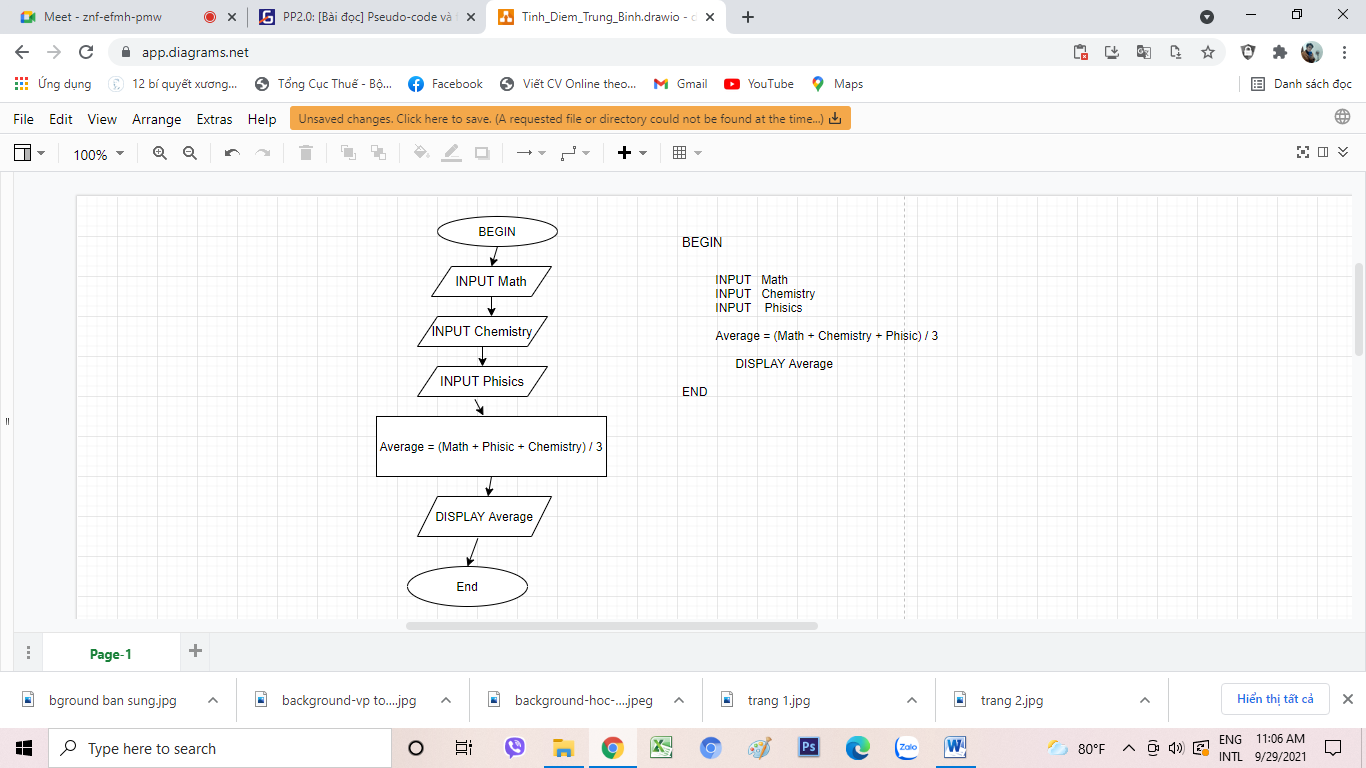 Meet - znf-efmh-pmw
PP2.0: [Bài đọc] Pseudo-code và
Tinh_Diem_Trung_Binh.drawio - d
app.diagrams.net
Ứng dụng
12 bí quyết xương...
Tổng Cục Thuế - Bộ...
Facebook
Viết CV Online theo...
Gmail
YouTube
Maps
Danh sách đọc
File Edit View Arrange Extras Help
Unsaved changes. Click here to save. (A requested file or directory could not be found at the time...)
100%
BEGIN
INPUT Math
INPUT Chemistry
INPUT Phisics
Average = (Math + Phisic + Chemistry) / 3
DISPLAY Average
End
BEGIN
INPUT Math
INPUT Chemistry
INPUT Phisics
Average = (Math + Chemistry + Phisic) / 3
DISPLAY Average
END
Page-1
bground ban sung.jpg
background-vp to....jpg
background-hoc-....jpeg
trang 1.jpg
trang 2.jpg
Hiển thị tất cả
Type here to search
Ps
Zalo
W
80°F
ENG
INTL
11:06 AM
9/29/2021